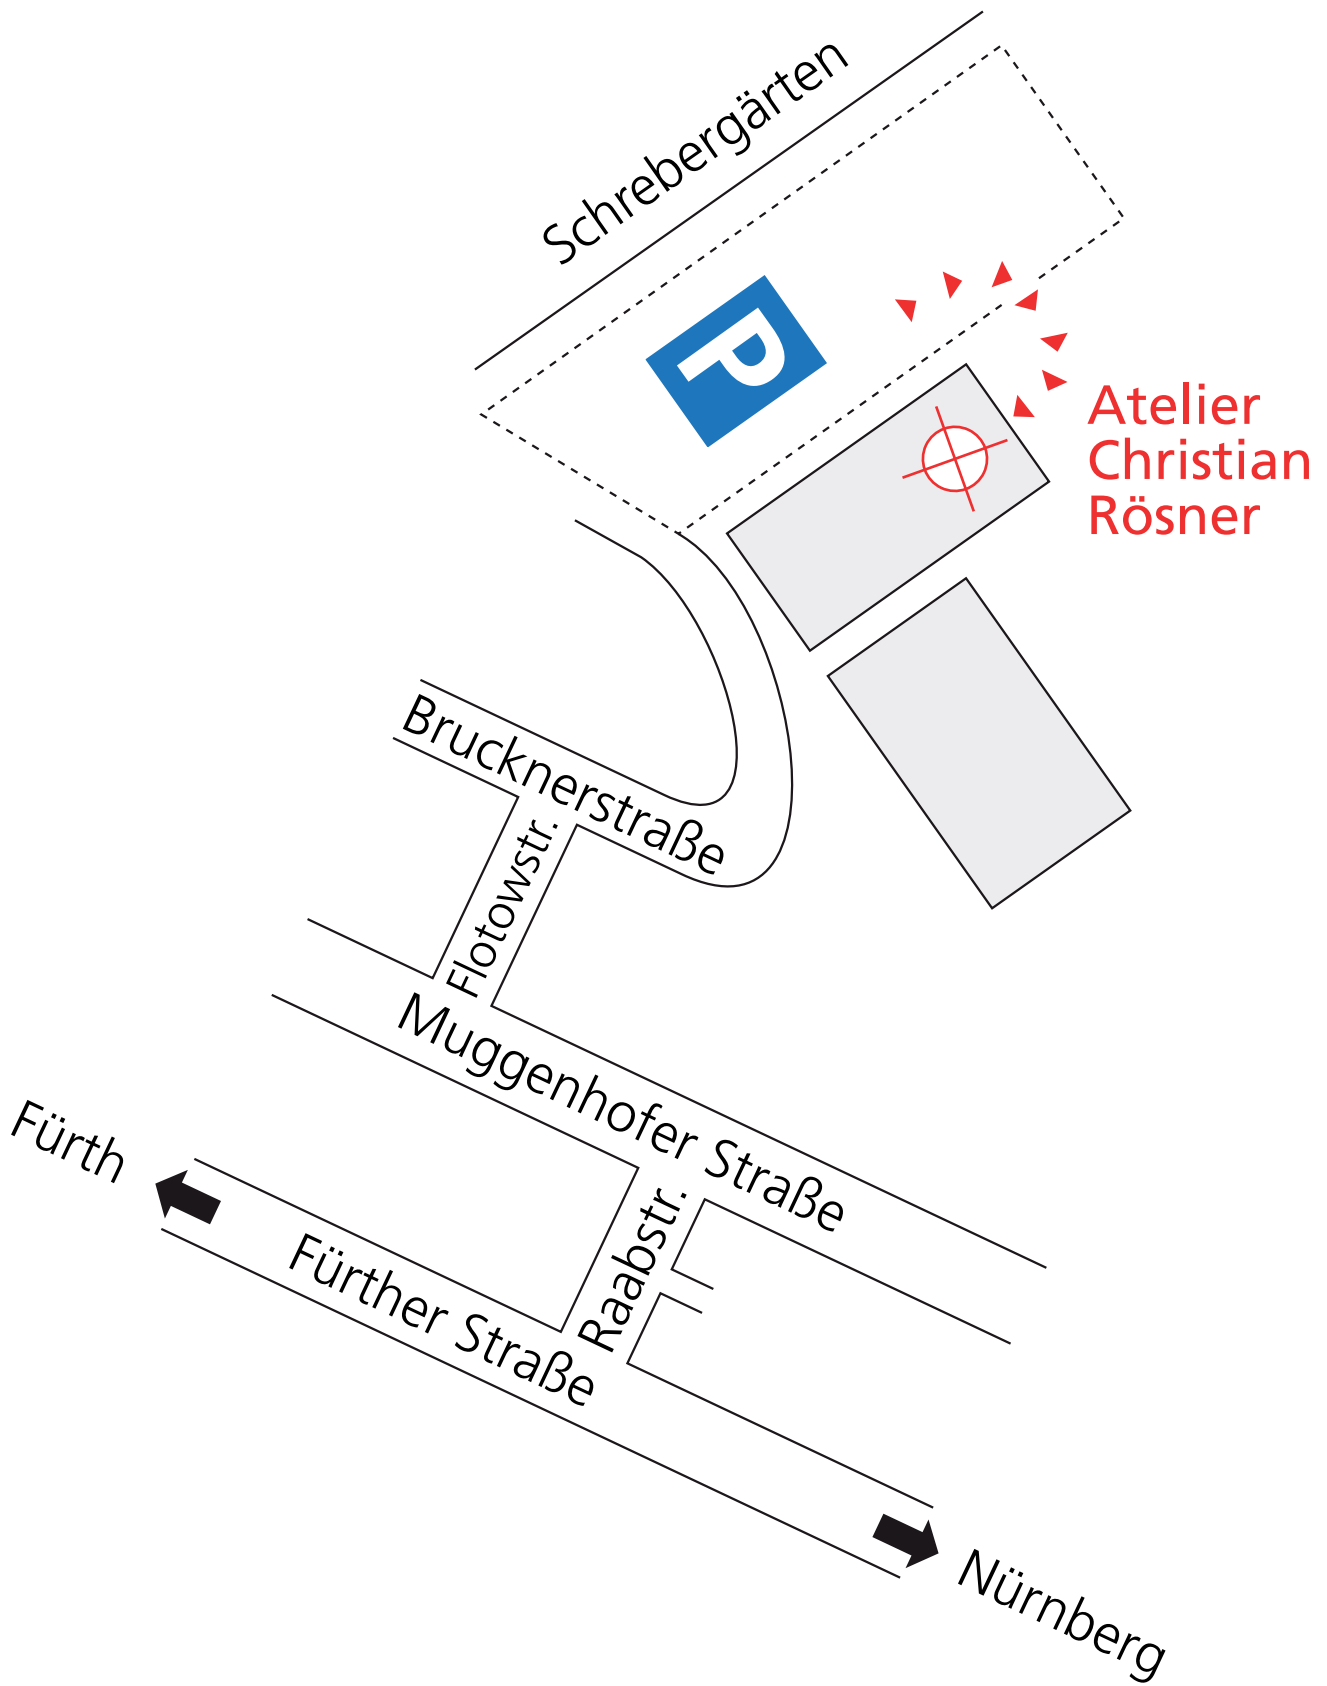 Schrebergärten
P
Atelier
Christian
Rösner
Brucknerstraße
Flotowstr.
Muggenhofer Straße
Fürth
Raabstr.
Fürther Straße
Nürnberg